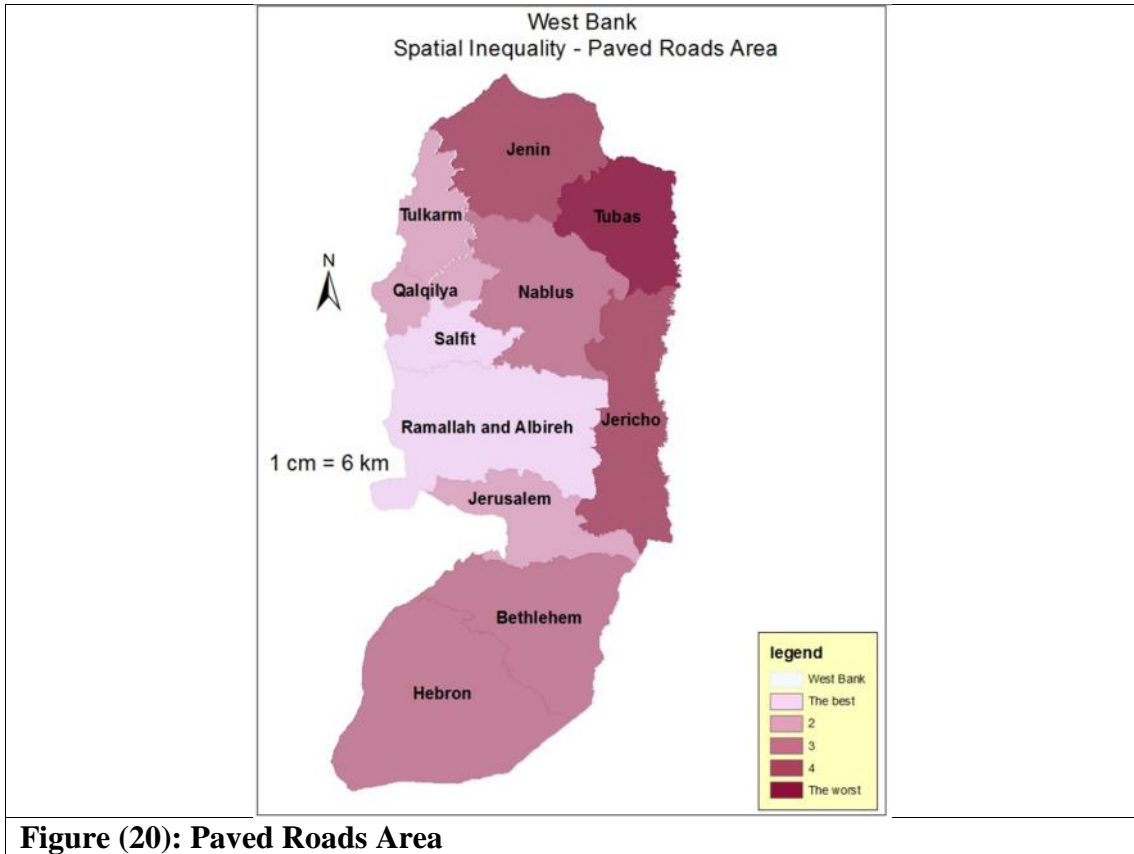 West Bank
Spatial Inequality - Paved Roads Area
Jenin
Tulkarm
Tubas
N
Qalqilya
Nablus
Salfit
Ramallah and Albireh
Jericho
1 cm = 6 km
Jerusalem
Bethlehem
Hebron
legend
West Bank
The best
2
3
4
The worst
Figure (20): Paved Roads Area